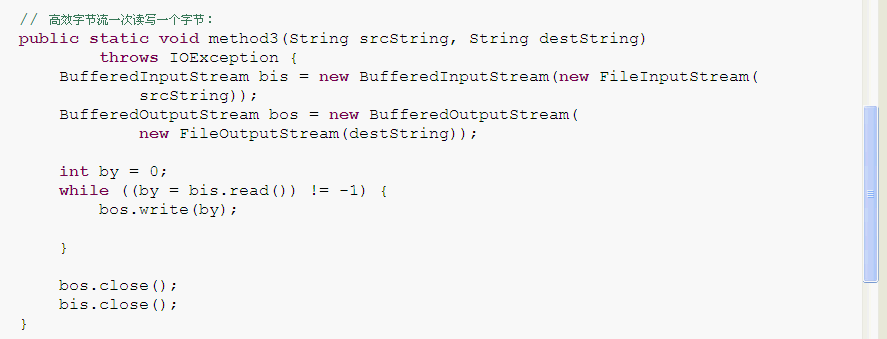 // 高效字节流一次读写一个字节：
public static void method3(String srcString, String destString)
        throws IOException {
    BufferedInputStream bis = new BufferedInputStream(new FileInputStream(
            srcString));
    BufferedOutputStream bos = new BufferedOutputStream(
            new FileOutputStream(destString));

    int by = 0;
    while ((by = bis.read()) != -1) {
        bos.write(by);

    }

    bos.close();
    bis.close();
}